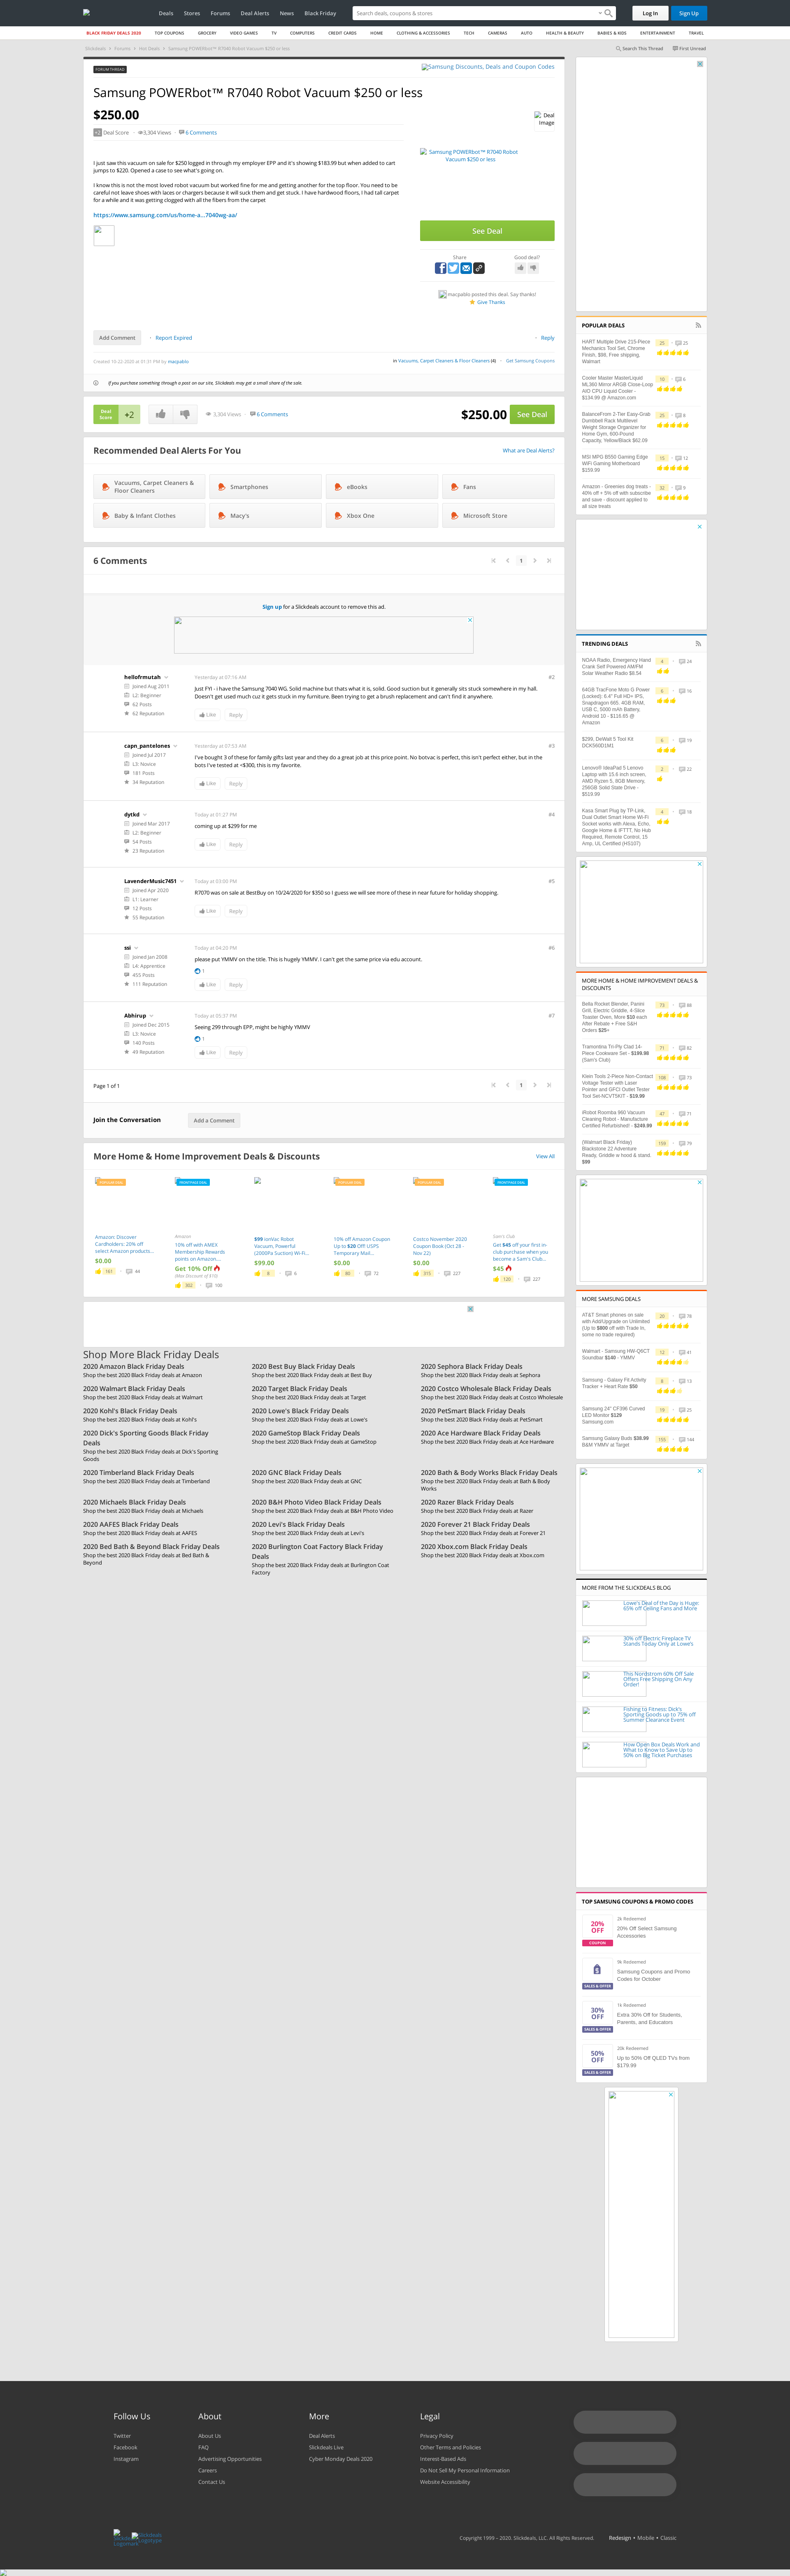 Deals Stores Forums Deal Alerts News Black Friday
Search deals, coupons & stores
Log In
Sign Up
BLACK FRIDAY DEALS 2020 TOP COUPONS GROCERY VIDEO GAMES TV COMPUTERS CREDIT CARDS HOME CLOTHING & ACCESSORIES TECH CAMERAS AUTO HEALTH & BEAUTY BABIES & KIDS ENTERTAINMENT TRAVEL
Slickdeals > Forums > Hot Deals > Samsung POWERbot™ R7040 Robot Vacuum $250 or less
Search This Thread First Unread
FORUM THREAD
Samsung Discounts, Deals and Coupon Codes
Samsung POWERbot™ R7040 Robot Vacuum $250 or less
$250.00
Deal Image
+2 Deal Score 3,304 Views 6 Comments
Samsung POWERbot™ R7040 Robot Vacuum $250 or less
I just saw this vacuum on sale for $250 logged in through my employer EPP and it's showing $183.99 but when added to cart
jumps to $220. Opened a case to see what's going on.
I know this is not the most loved robot vacuum but worked fine for me and getting another for the top floor. You need to be
careful not leave shoes with laces or chargers because it will suck them and get stuck. I have hardwood floors, I had tall carpet
for a while and it was getting clogged with all the fibers from the carpet
https://www.samsung.com/us/home-a...7040wg-aa/
See Deal
Share
Good deal?
macpablo posted this deal. Say thanks!
Give Thanks
Add Comment
Report Expired
Reply
Created 10-22-2020 at 01:31 PM by macpablo
in Vacuums, Carpet Cleaners & Floor Cleaners (4) Get Samsung Coupons
If you purchase something through a post on our site, Slickdeals may get a small share of the sale.
Deal Score +2
3,304 Views 6 Comments
$250.00 See Deal
Recommended Deal Alerts For You
What are Deal Alerts?
Vacuums, Carpet Cleaners & Floor Cleaners
Smartphones
eBooks
Fans
Baby & Infant Clothes
Macy's
Xbox One
Microsoft Store
6 Comments
1
Sign up for a Slickdeals account to remove this ad.
hellofrmutah
Joined Aug 2011
L2: Beginner
62 Posts
62 Reputation
Yesterday at 07:16 AM
#2
Just FYI - i have the Samsung 7040 WG. Solid machine but thats what it is, solid. Good suction but it generally sits stuck somewhere in my hall.
Doesn't get used much cuz it gets stuck in my furniture. Been trying to get a brush replacement and can't find it anywhere.
Like Reply
capn_pantelones
Joined Jul 2017
L3: Novice
181 Posts
34 Reputation
Yesterday at 07:53 AM
#3
I've bought 3 of these for family gifts last year and they do a great job at this price point. No botvac is perfect, this isn't perfect either, but in the
bots I've tested at <$300, this is my favorite.
Like Reply
dytkd
Joined Mar 2017
L2: Beginner
54 Posts
23 Reputation
Today at 01:27 PM
#4
coming up at $299 for me
Like Reply
LavenderMusic7451
Joined Apr 2020
L1: Learner
12 Posts
55 Reputation
Today at 03:00 PM
#5
R7070 was on sale at BestBuy on 10/24/2020 for $350 so I guess we will see more of these in near future for holiday shopping.
Like Reply
ssi
Joined Jan 2008
L4: Apprentice
455 Posts
111 Reputation
Today at 04:20 PM
#6
please put YMMV on the title. This is hugely YMMV. I can't get the same price via edu account.
1
Like Reply
Abhirup
Joined Dec 2015
L3: Novice
140 Posts
49 Reputation
Today at 05:37 PM
#7
Seeing 299 through EPP, might be highly YMMV
1
Like Reply
Page 1 of 1
1
Join the Conversation
Add a Comment
More Home & Home Improvement Deals & Discounts
View All
POPULAR DEAL
Amazon: Discover Cardholders: 20% off select Amazon products...
$0.00
161 44
FRONTPAGE DEAL
Amazon
10% off with AMEX Membership Rewards points on Amazon...
Get 10% Off
(Max Discount of $15)
302 100
$99 ionVac Robot Vacuum, Powerful (2000Pa Suction) Wi-Fi...
$99.00
8 6
POPULAR DEAL
10% off Amazon Coupon Up to $20 OFF USPS Temporary Mail...
$0.00
80 72
POPULAR DEAL
Costco November 2020 Coupon Book (Oct 28 - Nov 22)
$0.00
315 227
FRONTPAGE DEAL
Sam's Club
Get $45 off your first in-club purchase when you become a Sam's Club...
$45
120 227
Shop More Black Friday Deals
2020 Amazon Black Friday Deals
Shop the best 2020 Black Friday deals at Amazon
2020 Best Buy Black Friday Deals
Shop the best 2020 Black Friday deals at Best Buy
2020 Sephora Black Friday Deals
Shop the best 2020 Black Friday deals at Sephora
2020 Walmart Black Friday Deals
Shop the best 2020 Black Friday deals at Walmart
2020 Target Black Friday Deals
Shop the best 2020 Black Friday deals at Target
2020 Costco Wholesale Black Friday Deals
Shop the best 2020 Black Friday deals at Costco Wholesale
2020 Kohl's Black Friday Deals
Shop the best 2020 Black Friday deals at Kohl's
2020 Lowe's Black Friday Deals
Shop the best 2020 Black Friday deals at Lowe's
2020 PetSmart Black Friday Deals
Shop the best 2020 Black Friday deals at PetSmart
2020 Dick's Sporting Goods Black Friday Deals
Shop the best 2020 Black Friday deals at Dick's Sporting Goods
2020 GameStop Black Friday Deals
Shop the best 2020 Black Friday deals at GameStop
2020 Ace Hardware Black Friday Deals
Shop the best 2020 Black Friday deals at Ace Hardware
2020 Timberland Black Friday Deals
Shop the best 2020 Black Friday deals at Timberland
2020 GNC Black Friday Deals
Shop the best 2020 Black Friday deals at GNC
2020 Bath & Body Works Black Friday Deals
Shop the best 2020 Black Friday deals at Bath & Body Works
2020 Michaels Black Friday Deals
Shop the best 2020 Black Friday deals at Michaels
2020 B&H Photo Video Black Friday Deals
Shop the best 2020 Black Friday deals at B&H Photo Video
2020 Razer Black Friday Deals
Shop the best 2020 Black Friday deals at Razer
2020 AAFES Black Friday Deals
Shop the best 2020 Black Friday deals at AAFES
2020 Levi's Black Friday Deals
Shop the best 2020 Black Friday deals at Levi's
2020 Forever 21 Black Friday Deals
Shop the best 2020 Black Friday deals at Forever 21
2020 Bed Bath & Beyond Black Friday Deals
Shop the best 2020 Black Friday deals at Bed Bath & Beyond
2020 Burlington Coat Factory Black Friday Deals
Shop the best 2020 Black Friday deals at Burlington Coat Factory
2020 Xbox.com Black Friday Deals
Shop the best 2020 Black Friday deals at Xbox.com
POPULAR DEALS
HART Multiple Drive 215-Piece Mechanics Tool Set, Chrome Finish, $99, Free shipping, Walmart
25 25
Cooler Master MasterLiquid ML360 Mirror ARGB Close-Loop AIO CPU Liquid Cooler - $134.99 @ Amazon.com
19 6
BalanceFrom 2-Tier Easy-Grab Dumbbell Rack Multilevel Weight Storage Organizer for Home Gym, 600-Pound Capacity, Yellow/Black $62.09
25 8
MSI MPG B550 Gaming Edge WiFi Gaming Motherboard $159.99
15 12
Amazon - Greenies dog treats - 40% off + 5% off with subscribe and save - discount applied to all size treats
32 9
TRENDING DEALS
NOAA Radio, Emergency Hand Crank Self Powered AM/FM Solar Weather Radio $8.54
4 24
64GB TracFone Moto G Power (Locked): 6.4" Full HD+ IPS, Snapdragon 665, 4GB RAM, USB C, 5000 mAh Battery, Android 10 - $116.65 @ Amazon
6 16
$299, DeWalt 5 Tool Kit DCK560D1M1
6 19
Lenovo® IdeaPad 5 Lenovo Laptop with 15.6 inch screen, AMD Ryzen 5, 8GB Memory, 256GB Solid State Drive - $519.99
2 22
Kasa Smart Plug by TP-Link, Dual Outlet Smart Home Wi-Fi Socket works with Alexa, Echo, Google Home & IFTTT, No Hub Required, Remote Control, 15 Amp, UL Certified (HS107)
4 18
MORE HOME & HOME IMPROVEMENT DEALS & DISCOUNTS
Bella Rocket Blender, Panini Grill, Electric Griddle, 4-Slice Toaster Oven, More $10 each After Rebate + Free S&H Orders $25+
73 86
Tramontina Tri-Ply Clad 14-Piece Cookware Set - $199.98 (Sam's Club)
71 82
Klein Tools 2-Piece Non-Contact Voltage Tester with Laser Pointer and GFCI Outlet Tester Tool Set-NCVT5KIT - $19.99
108 73
iRobot Roomba 960 Vacuum Cleaning Robot - Manufacture Certified Refurbished! - $249.99
47 71
(Walmart Black Friday) Blackstone 22 Adventure Ready, Griddle w hood & stand. $99
159 79
MORE SAMSUNG DEALS
AT&T Smart phones on sale with Add/Upgrade on Unlimited (Up to $800 off with Trade In, some no trade required)
20 78
Walmart - Samsung HW-Q6CT Soundbar $140 - YMMV
12 41
Samsung - Galaxy Fit Activity Tracker + Heart Rate $50
8 13
Samsung 24" CF396 Curved LED Monitor $129 Samsung.com
19 25
Samsung Galaxy Buds $38.99 B&M YMMV at Target
155 144
MORE FROM THE SLICKDEALS BLOG
Lowe's Deal of the Day is Huge: 65% off Ceiling Fans and More
30% off Electric Fireplace TV Stands Today Only at Lowe's
This Nordstrom 60% Off Sale Offers Free Shipping On Any Order!
Fishing to Fitness: Dick's Sporting Goods up to 75% off Summer Clearance Event
How Open Box Deals Work and What to Know to Save Up to 50% on Big Ticket Purchases
TOP SAMSUNG COUPONS & PROMO CODES
20% OFF
COUPON
2k Redeemed
20% Off Select Samsung Accessories
SALES & OFFER
9k Redeemed
Samsung Coupons and Promo Codes for October
30% OFF
SALES & OFFER
1k Redeemed
Extra 30% Off for Students, Parents, and Educators
50% OFF
SALES & OFFER
20k Redeemed
Up to 50% Off QLED TVs from $179.99
Follow Us
Twitter
Facebook
Instagram
About
About Us
FAQ
Advertising Opportunities
Careers
Contact Us
More
Deal Alerts
Slickdeals Live
Cyber Monday Deals 2020
Legal
Privacy Policy
Other Terms and Policies
Interest-Based Ads
Do Not Sell My Personal Information
Website Accessibility
Slickdeals Logomark
Slickdeals Logotype
Copyright 1999 - 2020. Slickdeals, LLC. All Rights Reserved.
Redesign • Mobile • Classic